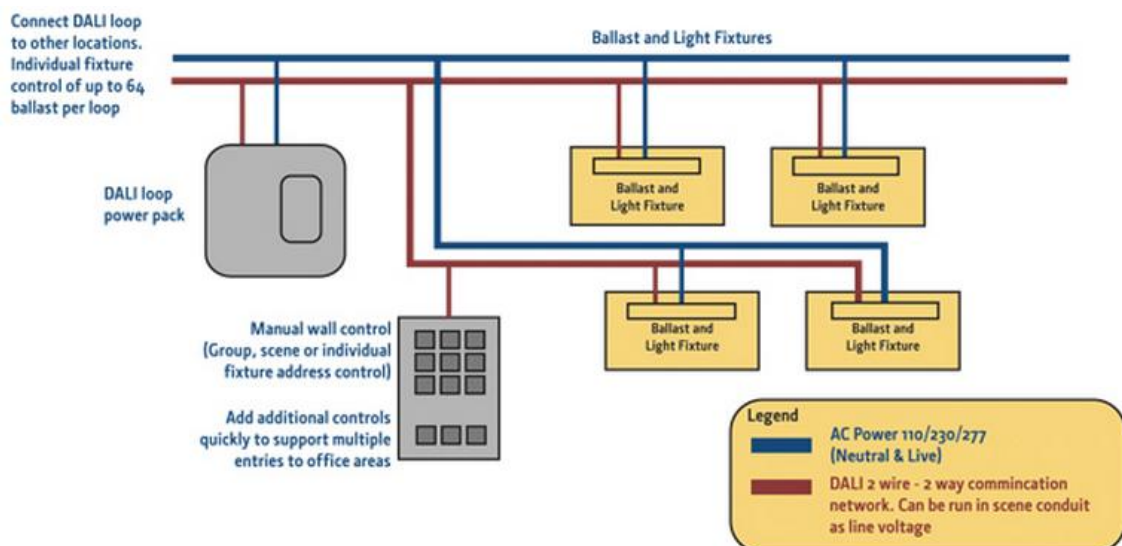 Connect DALI loop
to other locations.
Individual fixture
control of up to 64
ballast per loop
Ballast and Light Fixtures
DALI loop
power pack
Ballast and
Light Fixture
Ballast and
Light Fixture
Ballast and
Light Fixture
Ballast and
Light Fixture
Manual wall control
(Group, scene or individual
fixture address control)
Add additional controls
quickly to support multiple
entries to office areas
Legend
AC Power 110/230/277
(Neutral & Live)
DALI 2 wire - 2 way commincation
network. Can be run in scene conduit
as line voltage